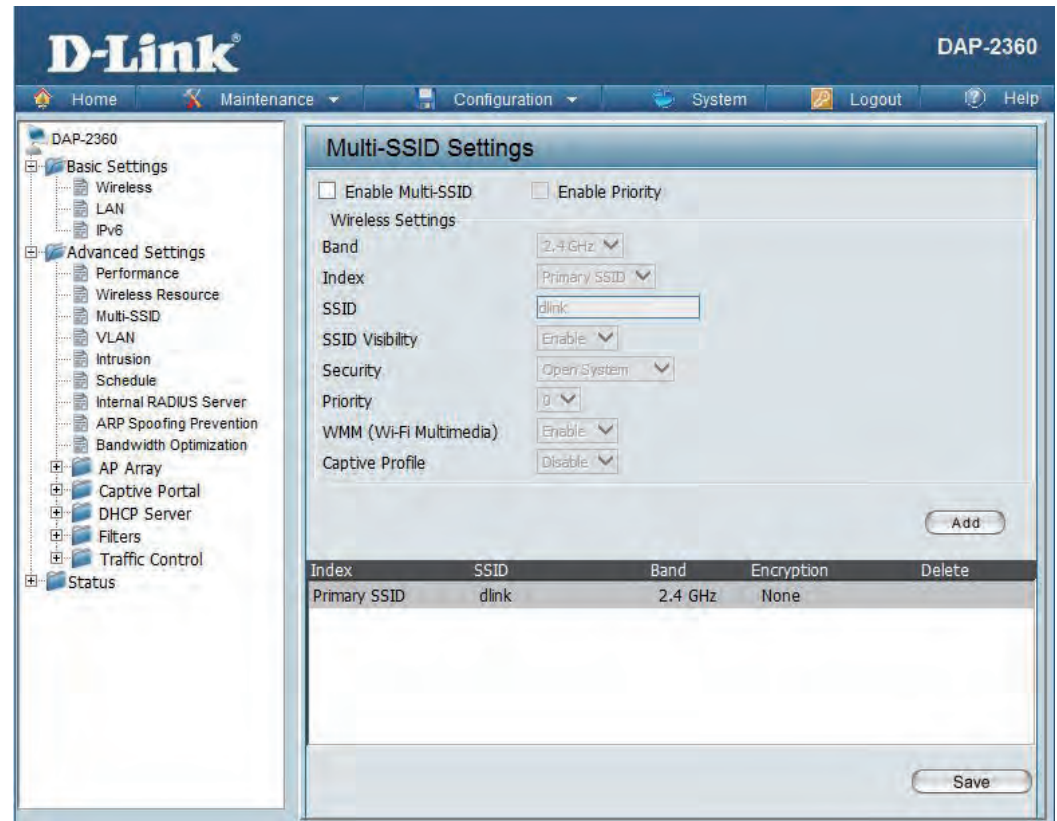 D-Link®
DAP-2360
Home Maintenance Configuration System Logout Help
DAP-2360
Basic Settings
Wireless
LAN
IPv6
Advanced Settings
Performance
Wireless Resource
Multi-SSID
VLAN
Intrusion
Schedule
Internal RADIUS Server
ARP Spoofing Prevention
Bandwidth Optimization
AP Array
Captive Portal
DHCP Server
Filters
Traffic Control
Status
Multi-SSID Settings
Enable Multi-SSID Enable Priority
Wireless Settings
Band 2.4 GHz
Index Primary SSID
SSID dlink
SSID Visibility Enable
Security Open System
Priority 0
WMM (Wi-Fi Multimedia) Enable
Captive Profile Disable
Add
Index SSID Band Encryption Delete
Primary SSID dlink 2.4 GHz None
Save